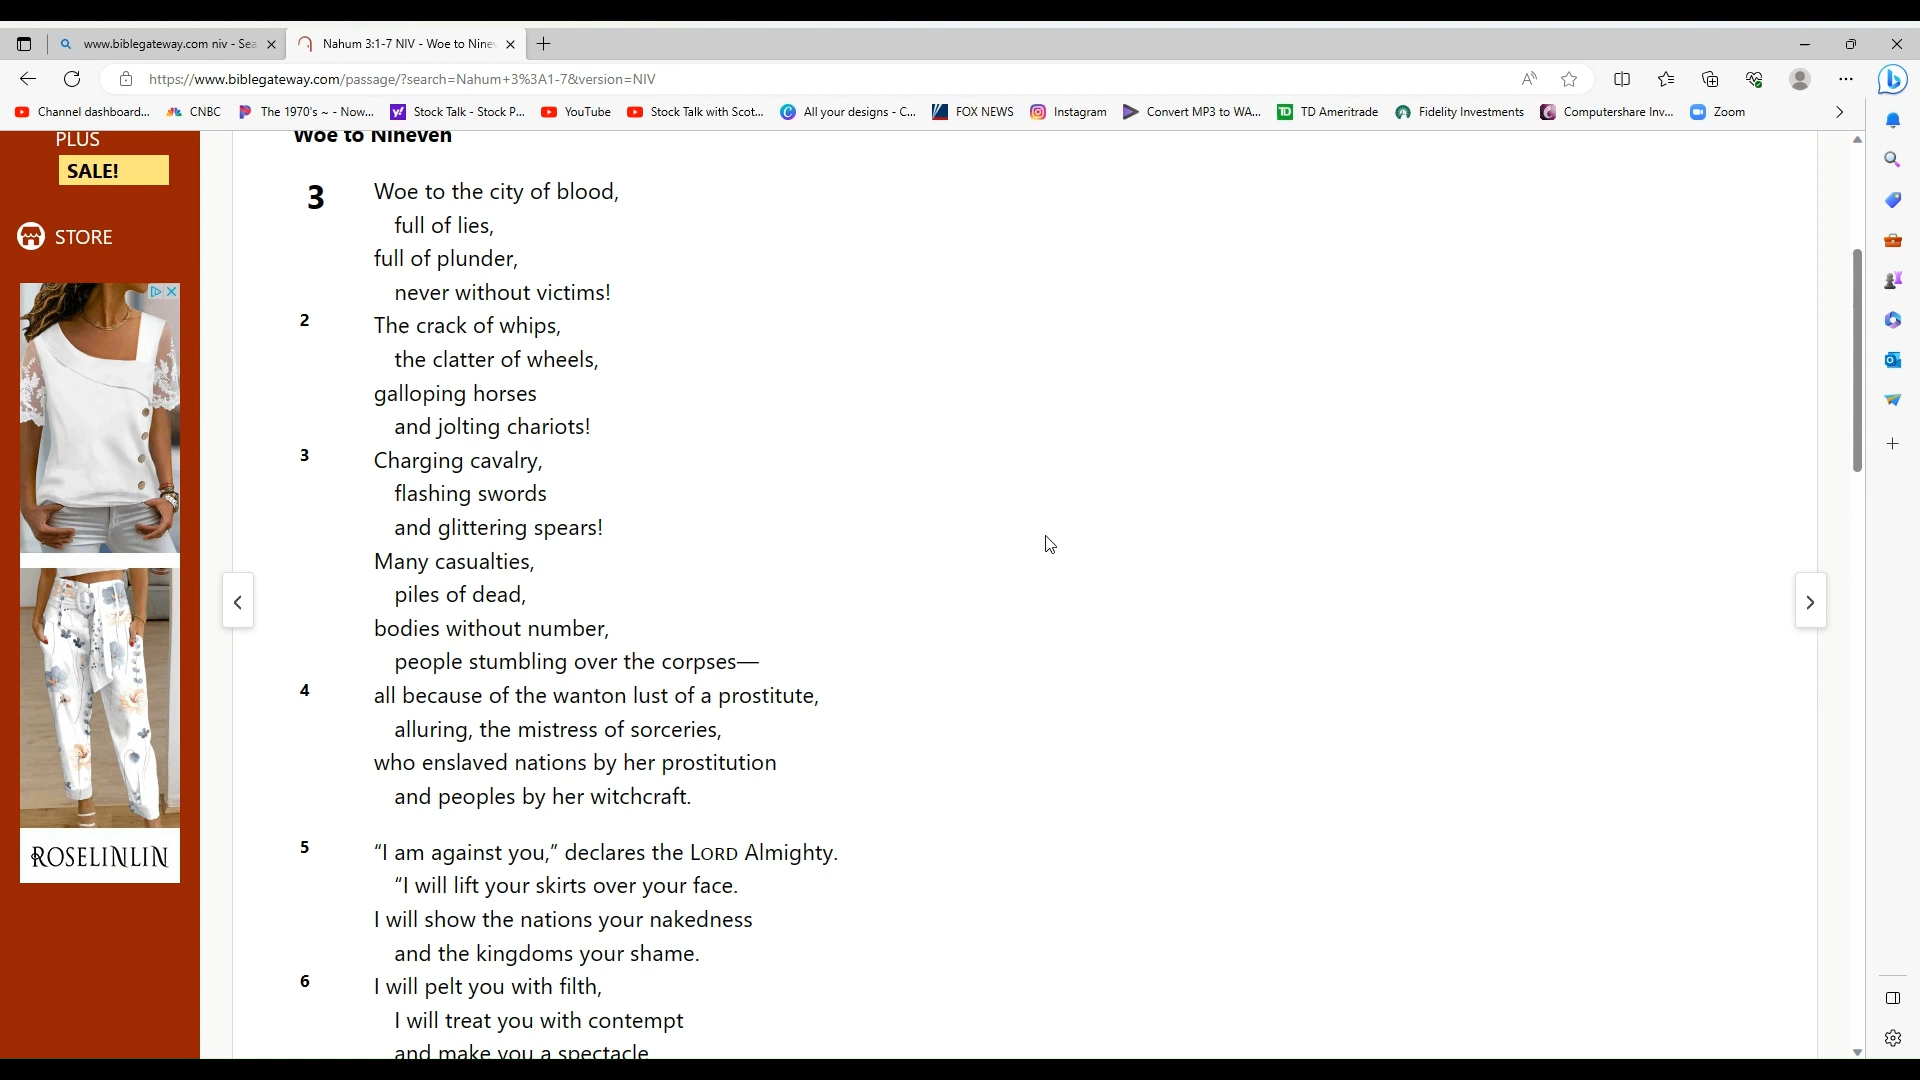 www.biblegateway.com niv - Sea
Nahum 3:1-7 NIV - Woe to Ninev
https://www.biblegateway.com/passage/?search=Nahum+3%3A1-7&version=NIV
Channel dashboard...
CNBC
The 1970's ~ - Now...
Stock Talk - Stock P...
YouTube
Stock Talk with Scot...
All your designs - C...
FOX NEWS
Instagram
Convert MP3 to WA...
TD Ameritrade
Fidelity Investments
Computershare Inv...
Zoom
PLUS
SALE!
STORE
ROSELINLIN
Woe to Nineveh
3 Woe to the city of blood,
full of lies,
full of plunder,
never without victims!
2 The crack of whips,
the clatter of wheels,
galloping horses
and jolting chariots!
3 Charging cavalry,
flashing swords
and glittering spears!
Many casualties,
piles of dead,
bodies without number,
people stumbling over the corpses—
4 all because of the wanton lust of a prostitute,
alluring, the mistress of sorceries,
who enslaved nations by her prostitution
and peoples by her witchcraft.
5 “I am against you,” declares the LORD Almighty.
“I will lift your skirts over your face.
I will show the nations your nakedness
and the kingdoms your shame.
6 I will pelt you with filth,
I will treat you with contempt
and make you a spectacle